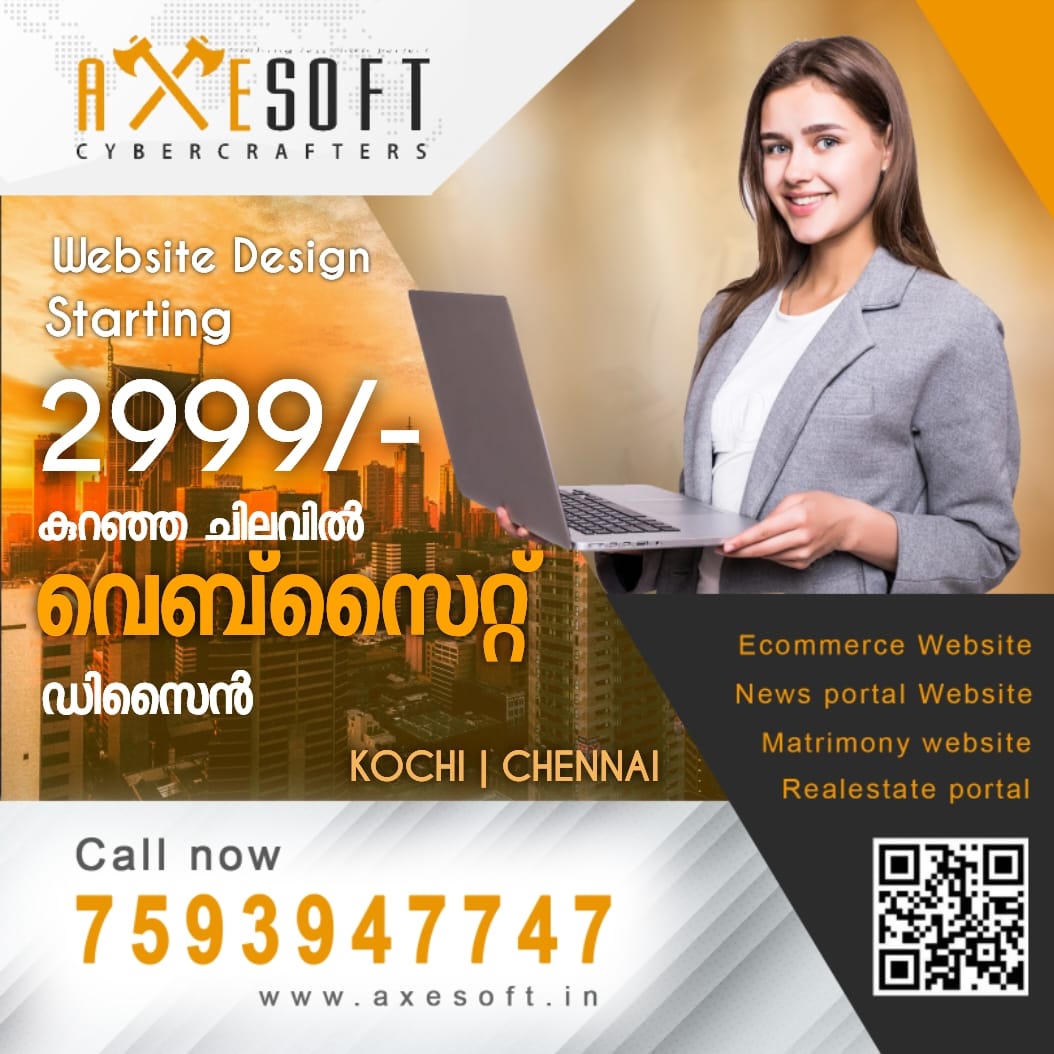 AXESOFT
CYBERCRAFTERS
Website Design
Starting
2999/-
കുറഞ്ഞ ചിലവിൽ
വെബ്സൈറ്റ്
ഡിസൈൻ
KOCHI | CHENNAI
Ecommerce Website
News portal Website
Matrimony website
Realestate portal
Call now
7593947747
www.axesoft.in